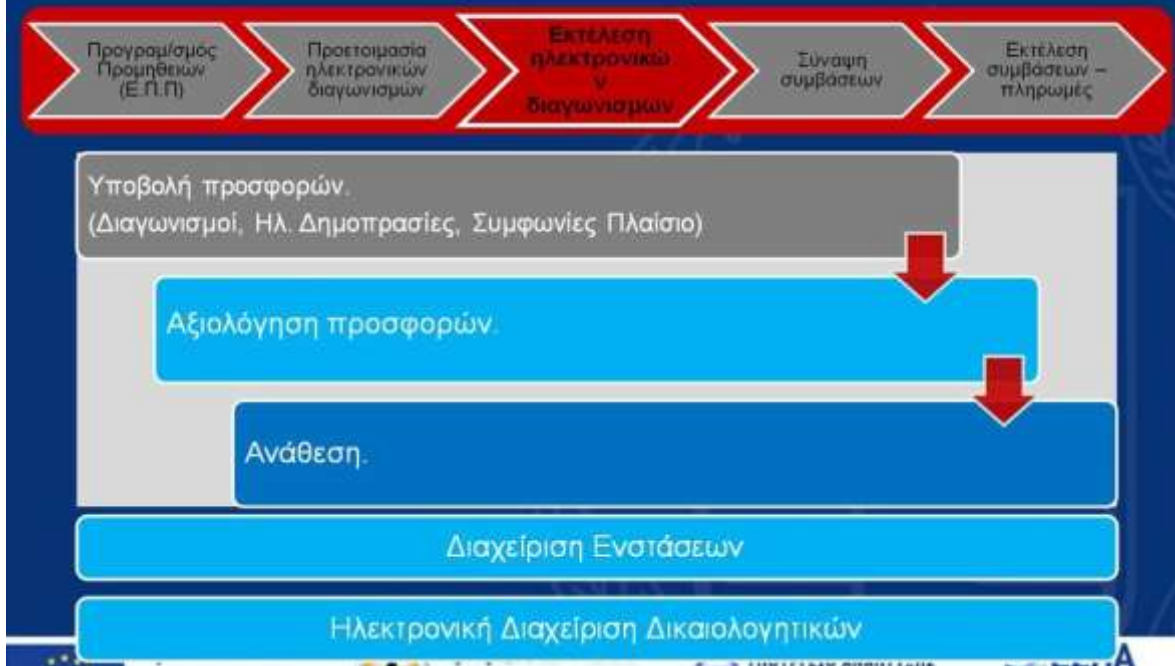 Προγραμ/σμός
Προμηθειών
(Ε.Π.Π)
Προετοιμασία
ηλεκτρονικών
διαγωνισμών
Εκτέλεση
ηλεκτρονικώ
ν
διαγωνισμών
Σύναψη
συμβάσεων
Εκτέλεση
συμβάσεων –
πληρωμές
Υποβολή προσφορών.
(Διαγωνισμοί, Ηλ. Δημοπρασίες, Συμφωνίες Πλαίσιο)
Αξιολόγηση προσφορών.
Ανάθεση.
Διαχείριση Ενστάσεων
Ηλεκτρονική Διαχείριση Δικαιολογητικών